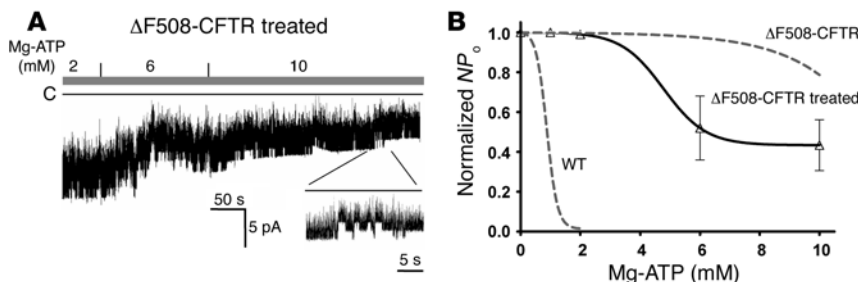 A
ΔF508-CFTR treated
Mg-ATP
(mM)
2
6
10
C
50 s
5 pA
5 s
B
Normalized NPo
1.0
0.8
0.6
0.4
0.2
0.0
ΔF508-CFTR
ΔF508-CFTR treated
WT
0
2
4
6
8
10
Mg-ATP (mM)